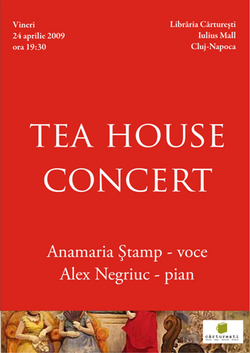 Vineri
24 aprilie 2009
ora 19:30
Librăria Cărturești
Iulius Mall
Cluj-Napoca
TEA HOUSE
CONCERT
Anamaria Ştamp - voce
Alex Negriuc - pian
cărturești